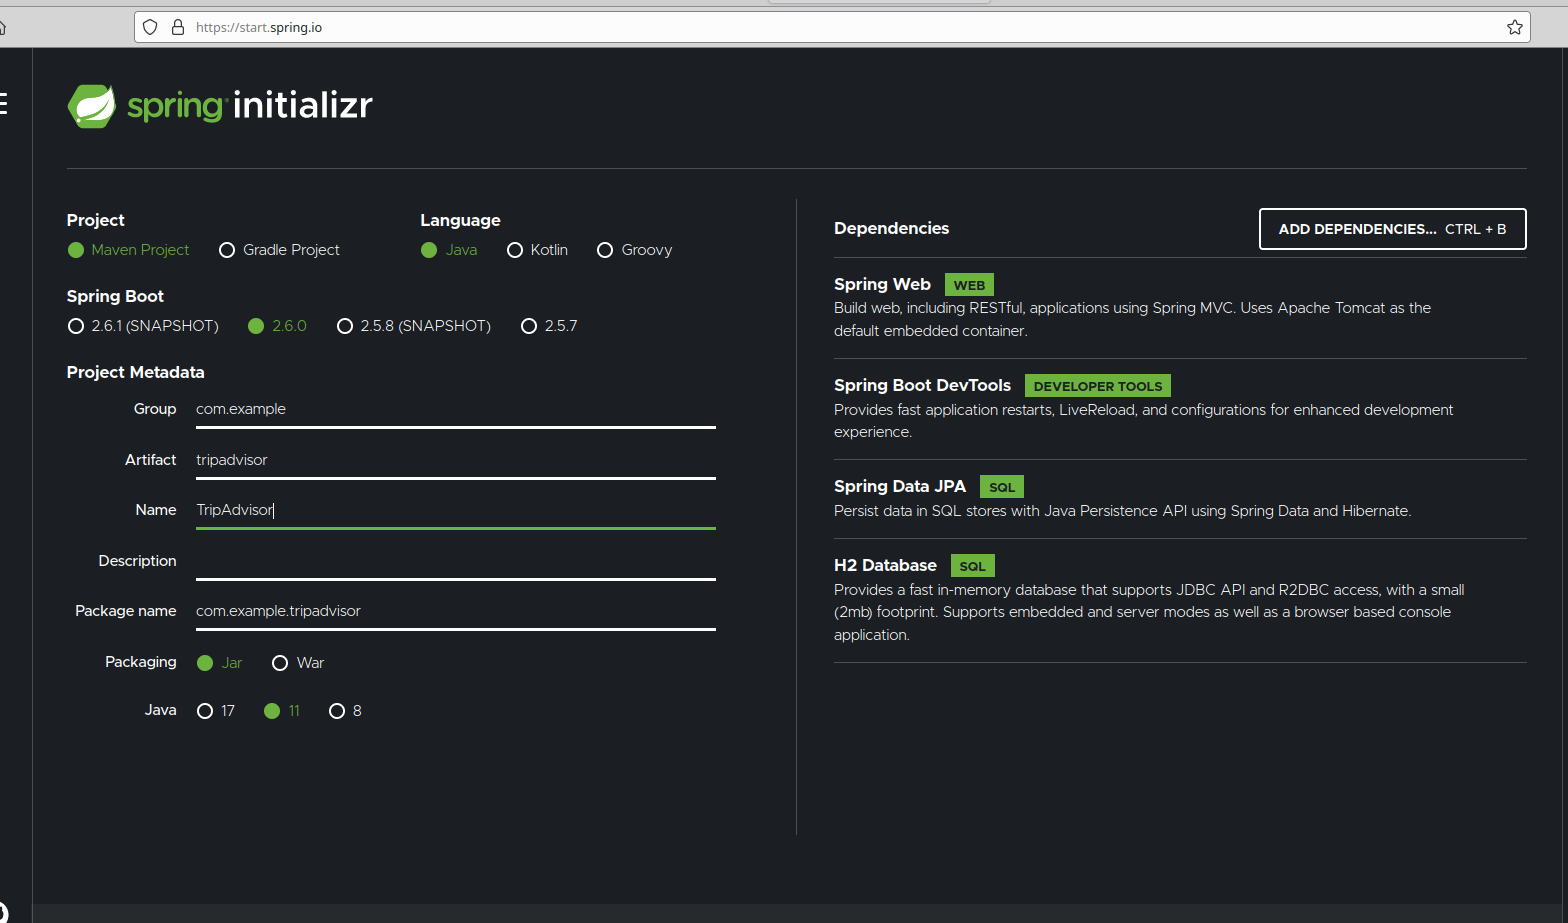 https://start.spring.io
spring initializr
Project
Maven Project Gradle Project
Language
Java Kotlin Groovy
Spring Boot
2.6.1 (SNAPSHOT) 2.6.0 2.5.8 (SNAPSHOT) 2.5.7
Project Metadata
Group com.example
Artifact tripadvisor
Name TripAdvisor
Description
Package name com.example.tripadvisor
Packaging Jar War
Java 17 11 8
Dependencies
ADD DEPENDENCIES... CTRL + B
Spring Web WEB
Build web, including RESTful, applications using Spring MVC. Uses Apache Tomcat as the
default embedded container.
Spring Boot DevTools DEVELOPER TOOLS
Provides fast application restarts, LiveReload, and configurations for enhanced development
experience.
Spring Data JPA SQL
Persist data in SQL stores with Java Persistence API using Spring Data and Hibernate.
H2 Database SQL
Provides a fast in-memory database that supports JDBC API and R2DBC access, with a small
(2mb) footprint. Supports embedded and server modes as well as a browser based console
application.